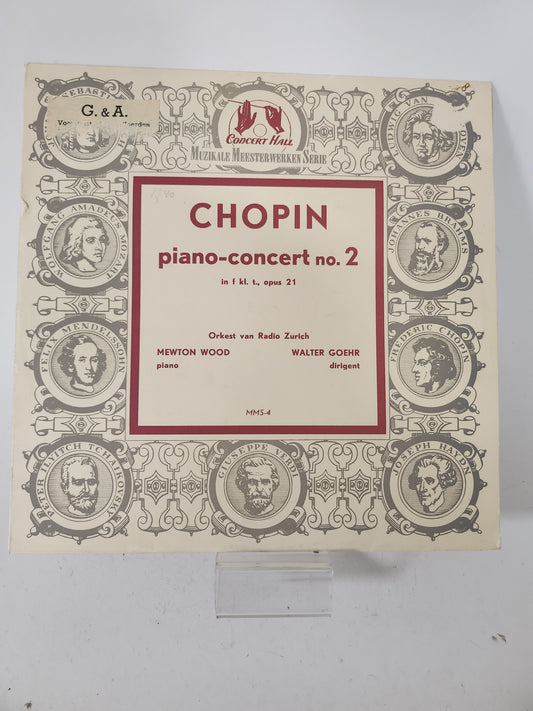 G. & A.
CONCERT HALL
MUZIKALE MEESTERWERKEN SERIE
CHOPIN
piano-concert no. 2
in f kl. t., opus 21
Orkest van Radio Zurich
MEWTON WOOD WALTER GOEHR
piano dirigent
MMS-4
WOLFGANG AMADEUS MOZART
JOHANNES BRAHMS
FELIX MENDELSSOHN
FREDERIC CHOPIN
PETER ILJITCH TCHAIKOVSKY
GIUSEPPE VERDI
JOSEPH HAYDN